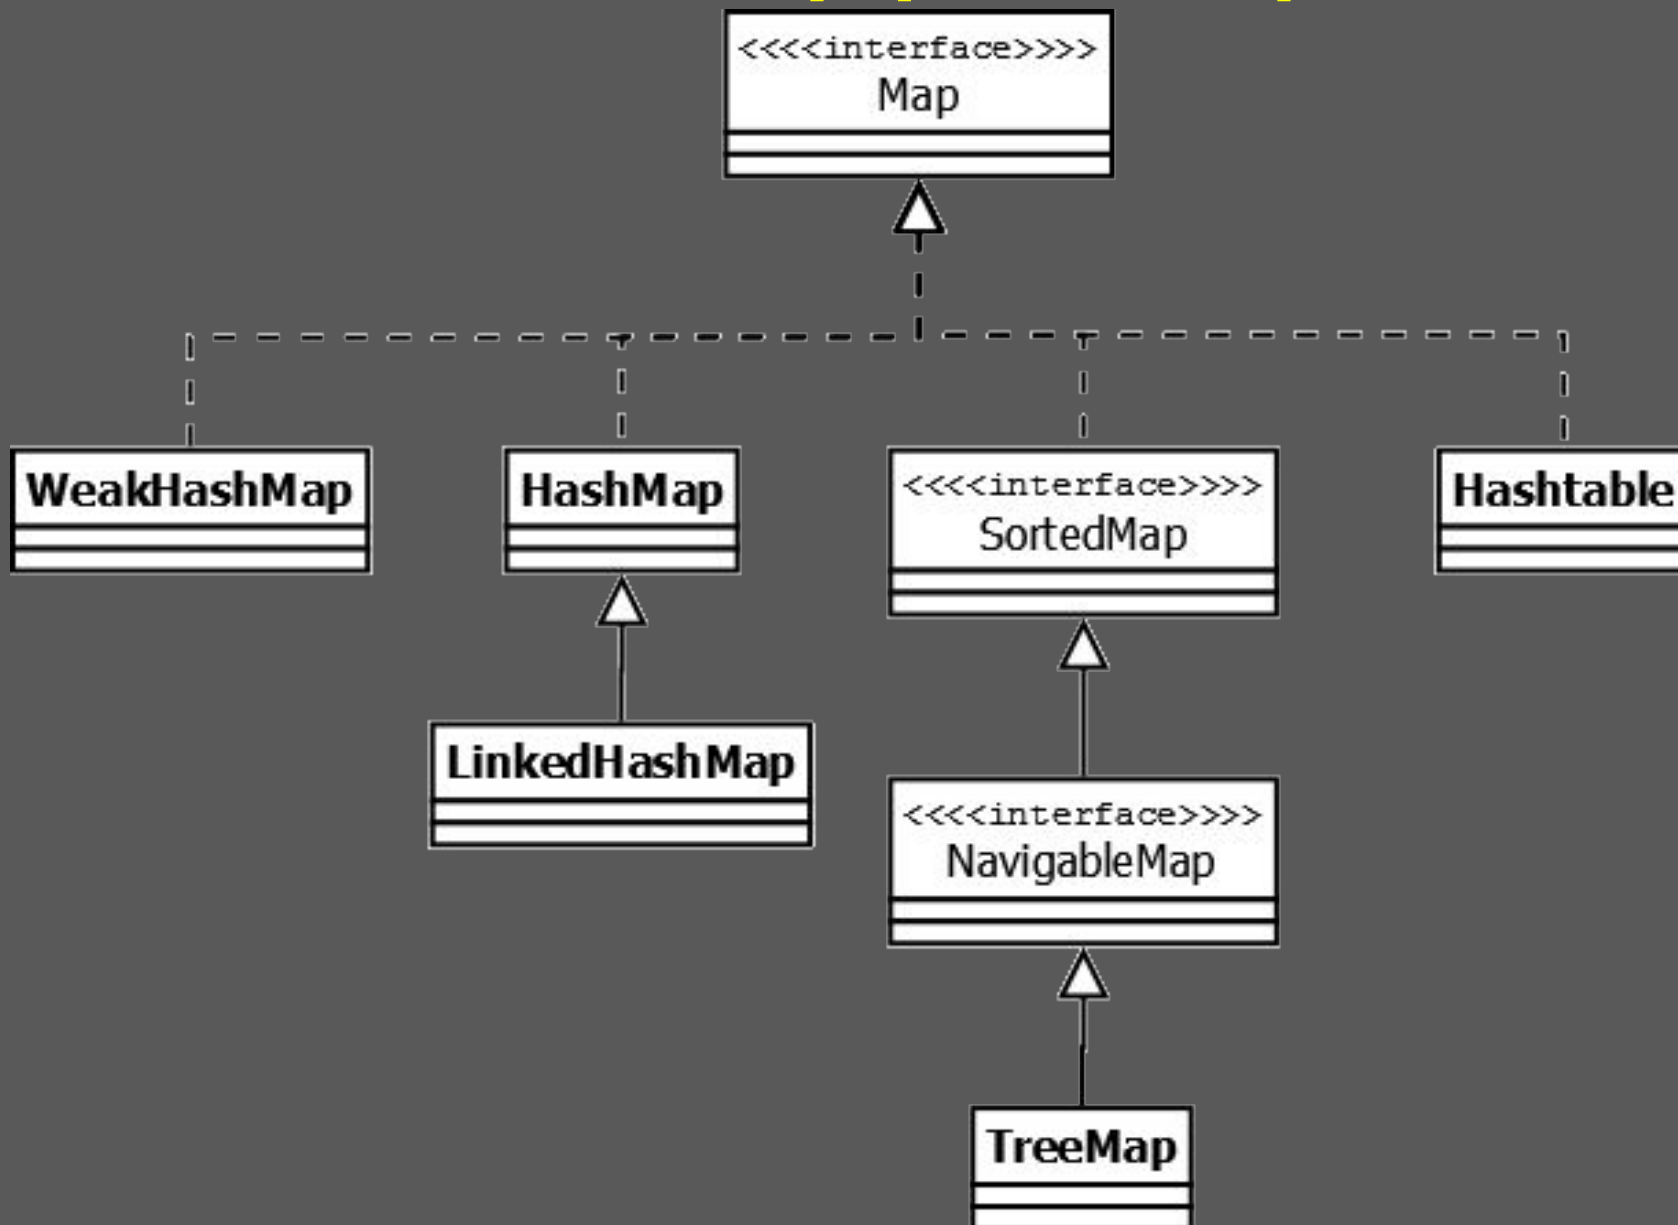 <<<<interface>>>>
Map
WeakHashMap
HashMap
<<<<interface>>>>
SortedMap
Hashtable
LinkedHashMap
<<<<interface>>>>
NavigableMap
TreeMap